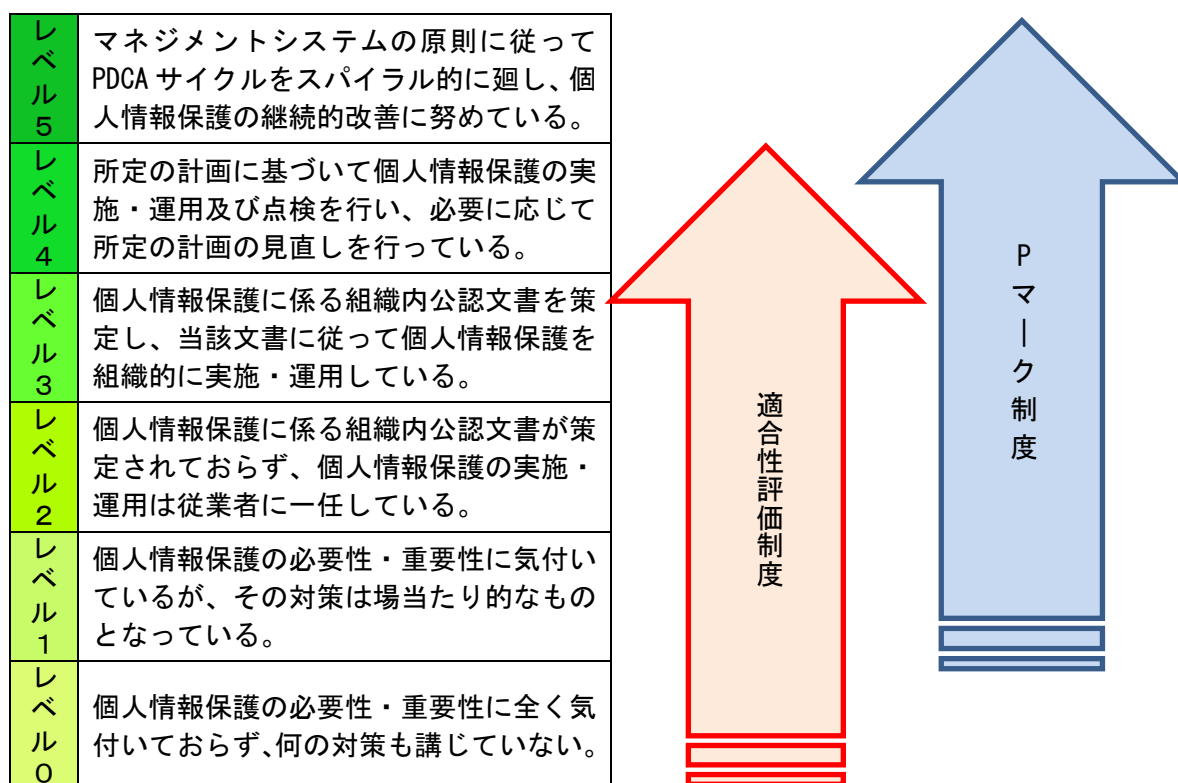 レベル5
マネジメントシステムの原則に従って
PDCAサイクルをスパイラル的に廻し、個
人情報保護の継続的改善に努めている。
レベル4
所定の計画に基づいて個人情報保護の実
施・運用及び点検を行い、必要に応じて
所定の計画の見直しを行っている。
レベル3
個人情報保護に係る組織内公認文書を策
定し、当該文書に従って個人情報保護を
組織的に実施・運用している。
レベル2
個人情報保護に係る組織内公認文書が策
定されておらず、個人情報保護の実施・
運用は従業者に一任している。
レベル1
個人情報保護の必要性・重要性に気付い
ているが、その対策は場当たり的なもの
となっている。
レベル0
個人情報保護の必要性・重要性に全く気
付いておらず、何の対策も講じていない。
適合性評価制度
Pマーク制度